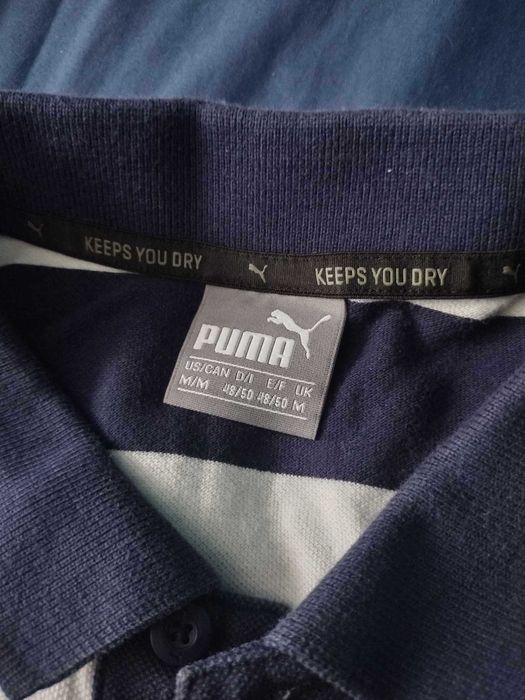 KEEPS YOU DRY KEEPS YOU DRY
PUMA
US/CAN D/I E/F UK
M/M 48/50 48/50 M